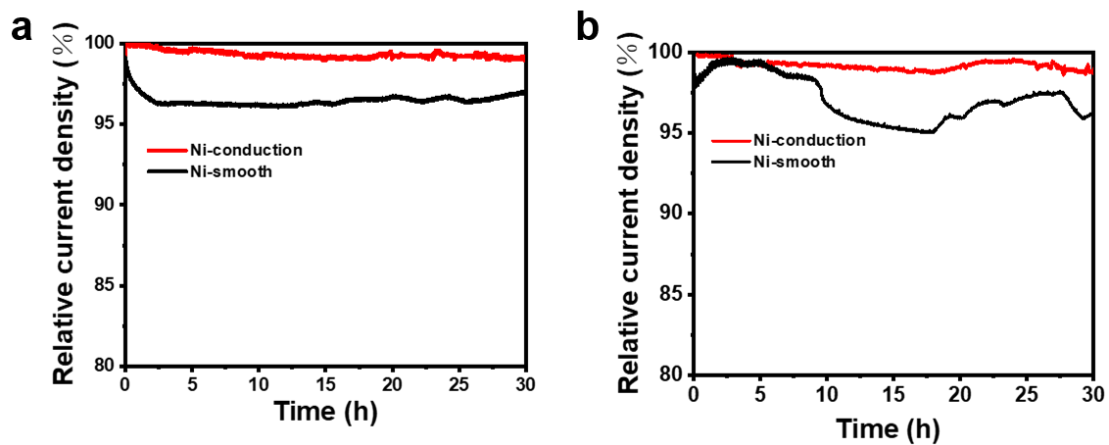 a
Relative current density (%)
100
95
90
85
80
Ni-conduction
Ni-smooth
0 5 10 15 20 25 30
Time (h)
b
Relative current density (%)
100
95
90
85
80
Ni-conduction
Ni-smooth
0 5 10 15 20 25 30
Time (h)